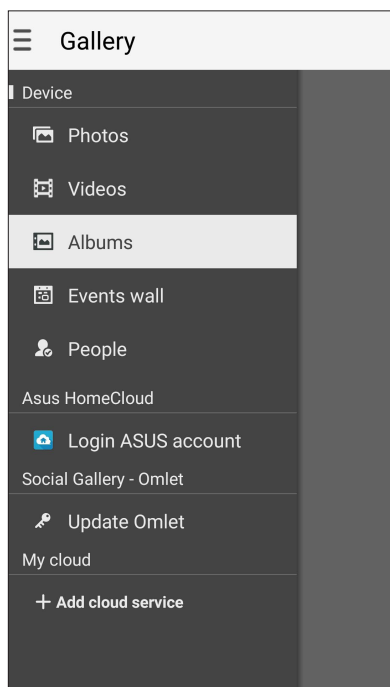 Gallery
Device
Photos
Videos
Albums
Events wall
People
Asus HomeCloud
Login ASUS account
Social Gallery - Omlet
Update Omlet
My cloud
+ Add cloud service